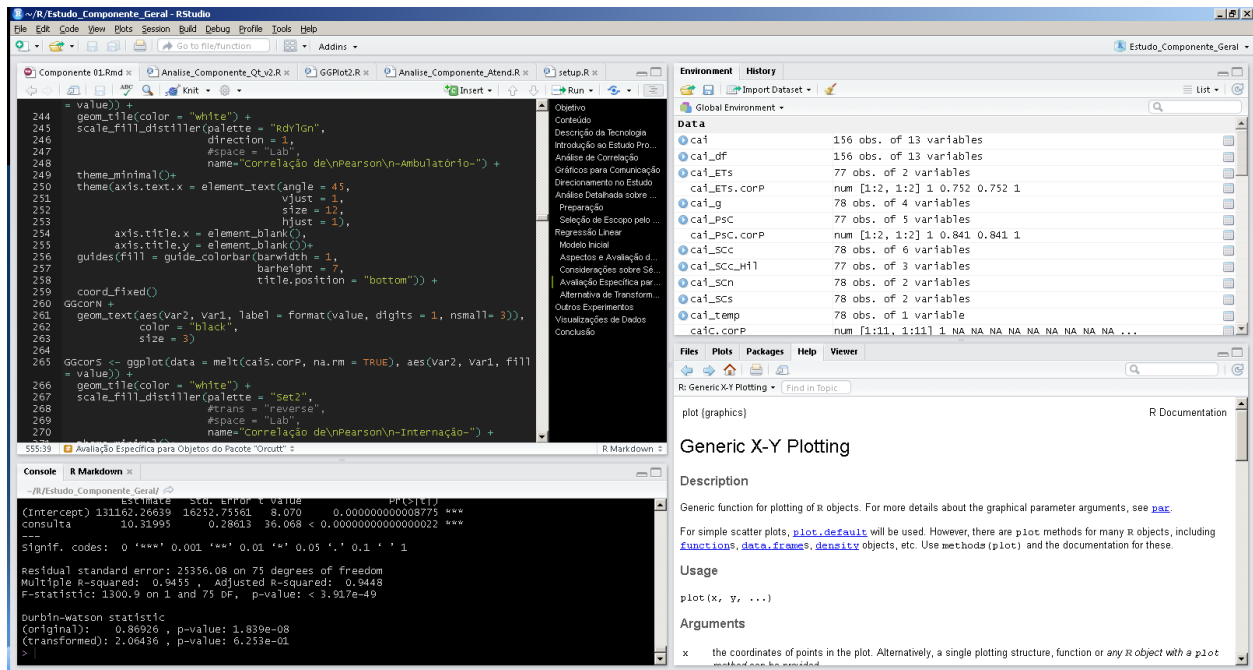 ~/R/Estudo_Componente_Geral - RStudio
File Edit Code View Plots Session Build Debug Profile Tools Help
Go to file/function Addins Estudo_Componente_Geral
Componente 01.Rmd Analise_Componente_Qt_v2.R GGPlot2.R Analise_Componente_Atend.R setup.R
ABC Knit Insert Run
= value)) +
244 geom_tile(color = "white") +
245 scale_fill_distiller(palette = "RdYlGn",
246 direction = 1,
247 #space = "Lab",
248 name="Correlação de\nPearson\n-Ambulatório-") +
249 theme_minimal()+
250 theme(axis.text.x = element_text(angle = 45,
251 vjust = 1,
252 size = 12,
253 hjust = 1),
254 axis.title.x = element_blank(),
255 axis.title.y = element_blank())+
256 guides(fill = guide_colorbar(barwidth = 1,
257 barheight = 7,
258 title.position = "bottom")) +
259 coord_fixed()
260 GGcorN +
261 geom_text(aes(Var2, Var1, label = format(value, digits = 1, nsmall= 3)),
262 color = "black",
263 size = 3)
264
265 GGcorS <- ggplot(data = melt(caiS.corP, na.rm = TRUE), aes(Var2, Var1, fill
= value)) +
266 geom_tile(color = "white") +
267 scale_fill_distiller(palette = "Set2",
268 #trans = "reverse",
269 #space = "Lab",
270 name="Correlação de\nPearson\n-Internação-") +
271 theme_minimal()+
Objetivo
Conteúdo
Descrição da Tecnologia
Introdução ao Estudo Pro...
Análise de Correlação
Gráficos para Comunicação
Direcionamento no Estudo
Análise Detalhada sobre ...
Preparação
Seleção de Escopo pelo ...
Regressão Linear
Modelo Inicial
Aspectos e Avaliação d...
Considerações sobre Sé...
Avaliação Específica par...
Alternativa de Transform...
Outros Experimentos
Visualizações de Dados
Conclusão
555:39 Avaliação Específica para Objetos do Pacote "Orcutt" R Markdown
Console R Markdown
~/R/Estudo_Componente_Geral/
Estimate Std. Error t value Pr(>|t|)
(Intercept) 131162.26639 16252.75561 8.070 0.000000000008775 ***
consulta 10.31995 0.28613 36.068 < 0.00000000000000022 ***
---
Signif. codes: 0 '***' 0.001 '**' 0.01 '*' 0.05 '.' 0.1 ' ' 1
Residual standard error: 25356.08 on 75 degrees of freedom
Multiple R-squared: 0.9455 , Adjusted R-squared: 0.9448
F-statistic: 1300.9 on 1 and 75 DF, p-value: < 3.917e-49
Durbin-Watson statistic
(original): 0.86926 , p-value: 1.839e-08
(transformed): 2.06436 , p-value: 6.253e-01
>
Environment History
Import Dataset List
Global Environment
Data
cai 156 obs. of 13 variables
cai_df 156 obs. of 13 variables
cai_ETs 77 obs. of 2 variables
cai_ETs.corP num [1:2, 1:2] 1 0.752 0.752 1
cai_g 78 obs. of 4 variables
cai_PsC 77 obs. of 5 variables
cai_PsC.corP num [1:2, 1:2] 1 0.841 0.841 1
cai_SCc 78 obs. of 6 variables
cai_SCc_Hil 77 obs. of 3 variables
cai_SCn 78 obs. of 2 variables
cai_SCs 78 obs. of 2 variables
cai_temp 78 obs. of 1 variable
caiC.corP num [1:11, 1:11] 1 NA NA NA NA NA NA NA NA NA ...
Files Plots Packages Help Viewer
R: Generic X-Y Plotting Find in Topic
plot {graphics} R Documentation
Generic X-Y Plotting
Description
Generic function for plotting of R objects. For more details about the graphical parameter arguments, see par.
For simple scatter plots, plot.default will be used. However, there are plot methods for many R objects, including
functions, data.frames, density objects, etc. Use methods(plot) and the documentation for these.
Usage
plot(x, y, ...)
Arguments
x the coordinates of points in the plot. Alternatively, a single plotting structure, function or any R object with a plot
method can be provided.